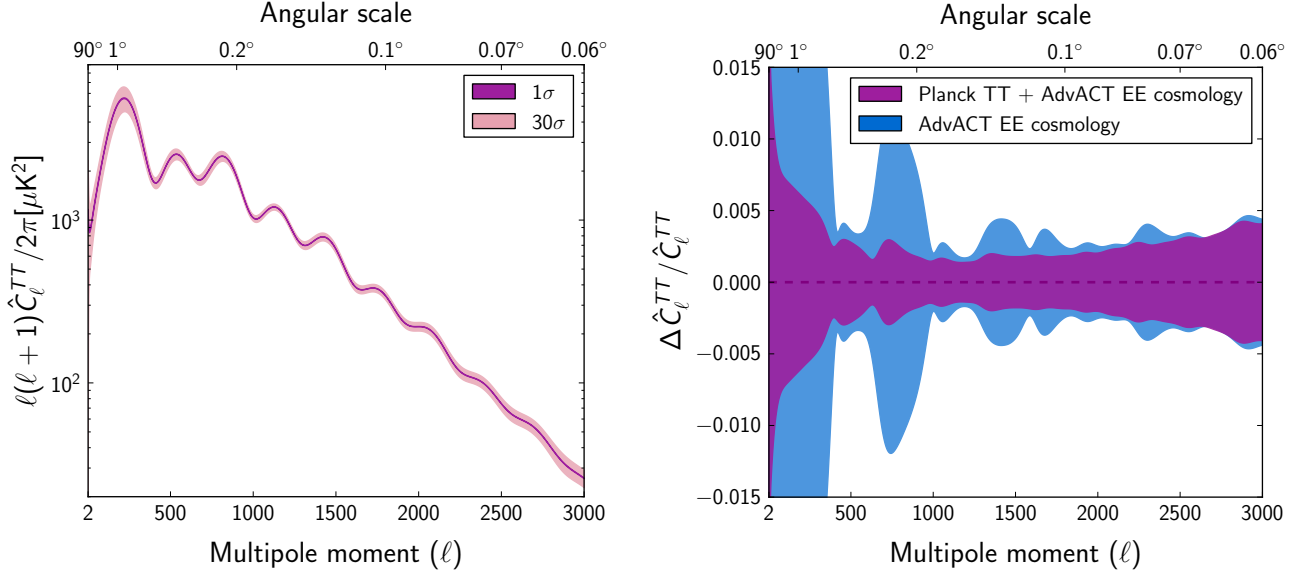 Angular scale
90° 1° 0.2° 0.1° 0.07° 0.06°
1σ
30σ
10³
10²
ℓ(ℓ + 1)Ĉ_ℓ^{TT}/2π[μK²]
2 500 1000 1500 2000 2500 3000
Multipole moment (ℓ)
Angular scale
90° 1° 0.2° 0.1° 0.07° 0.06°
Planck TT + AdvACT EE cosmology
AdvACT EE cosmology
0.015
0.010
0.005
0.000
−0.005
−0.010
−0.015
ΔĈ_ℓ^{TT}/Ĉ_ℓ^{TT}
2 500 1000 1500 2000 2500 3000
Multipole moment (ℓ)